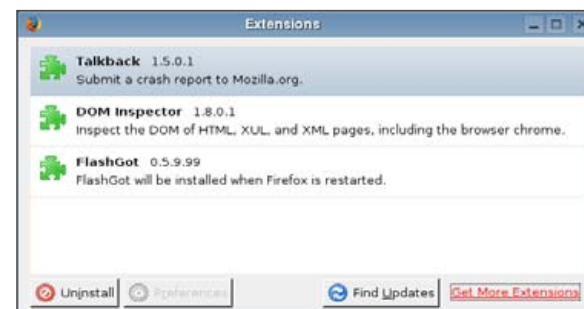 Extensions
Talkback 1.5.0.1
Submit a crash report to Mozilla.org.
DOM Inspector 1.8.0.1
Inspect the DOM of HTML, XUL, and XML pages, including the browser chrome.
FlashGot 0.5.9.99
FlashGot will be installed when Firefox is restarted.
Uninstall Preferences Find Updates Get More Extensions